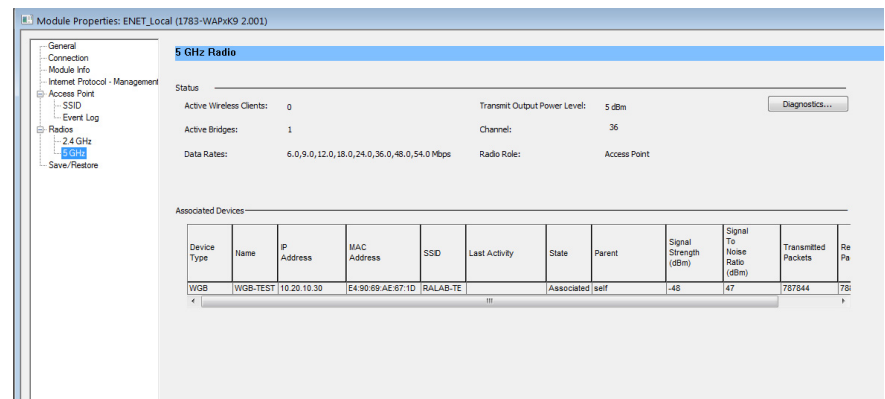 Module Properties: ENET_Local (1783-WAPxK9 2.001)
General
Connection
Module Info
Internet Protocol - Management
Access Point
SSID
Event Log
Radios
2.4 GHz
5 GHz
Save/Restore
5 GHz Radio
Status
Active Wireless Clients: 0 Transmit Output Power Level: 5 dBm Diagnostics...
Active Bridges: 1 Channel: 36
Data Rates: 6.0,9.0,12.0,18.0,24.0,36.0,48.0,54.0 Mbps Radio Role: Access Point
Associated Devices
Device Type Name IP Address MAC Address SSID Last Activity State Parent Signal Strength (dBm) Signal To Noise Ratio (dBm) Transmitted Packets Re Pa
WGB WGB-TEST 10.20.10.30 E4:90:69:AE:67:1D RALAB-TE Associated self -48 47 787844 788